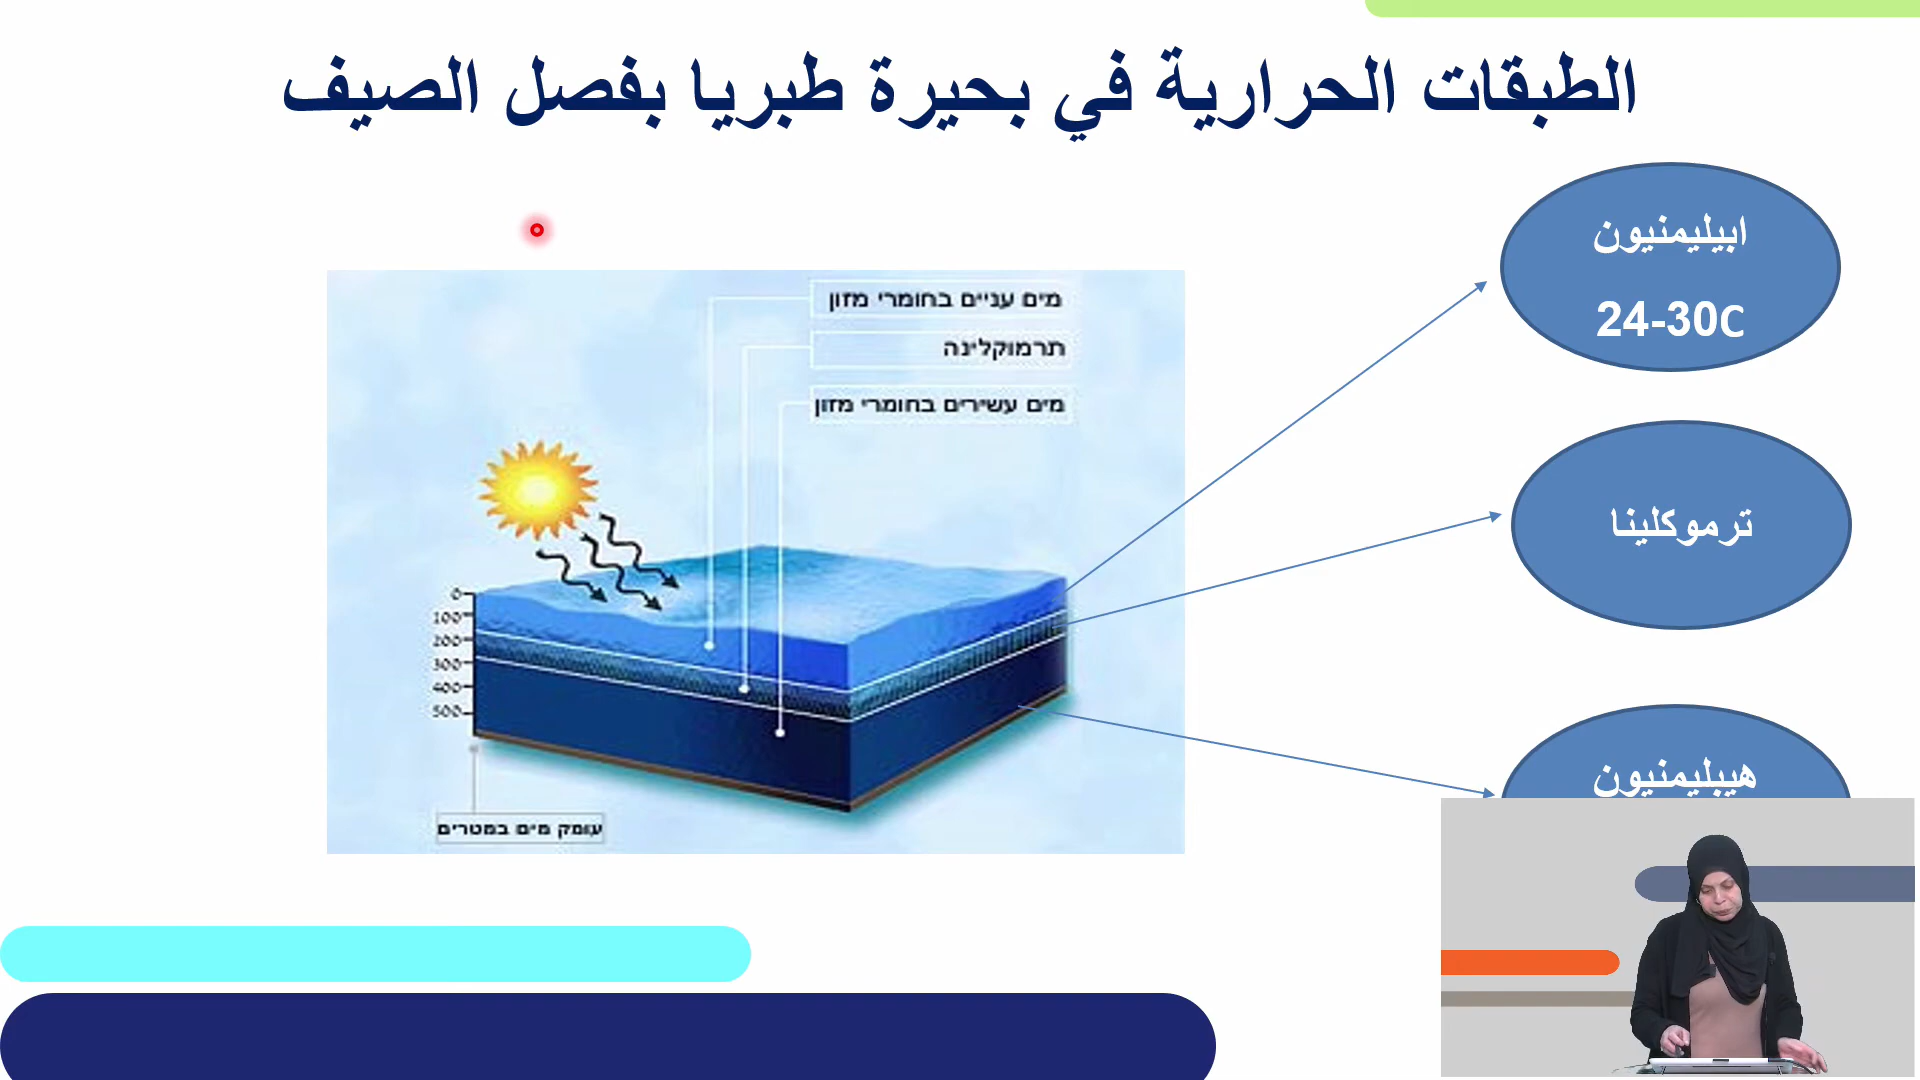 الطبقات الحرارية في بحيرة طبريا بفصل الصيف
ابيليمنيون
24-30C
ترموكلينا
هيبليمنيون
מים עניים בחומרי מזון
תרמוקלינה
מים עשירים בחומרי מזון
0
100
200
300
400
500
עומק מים במטרים